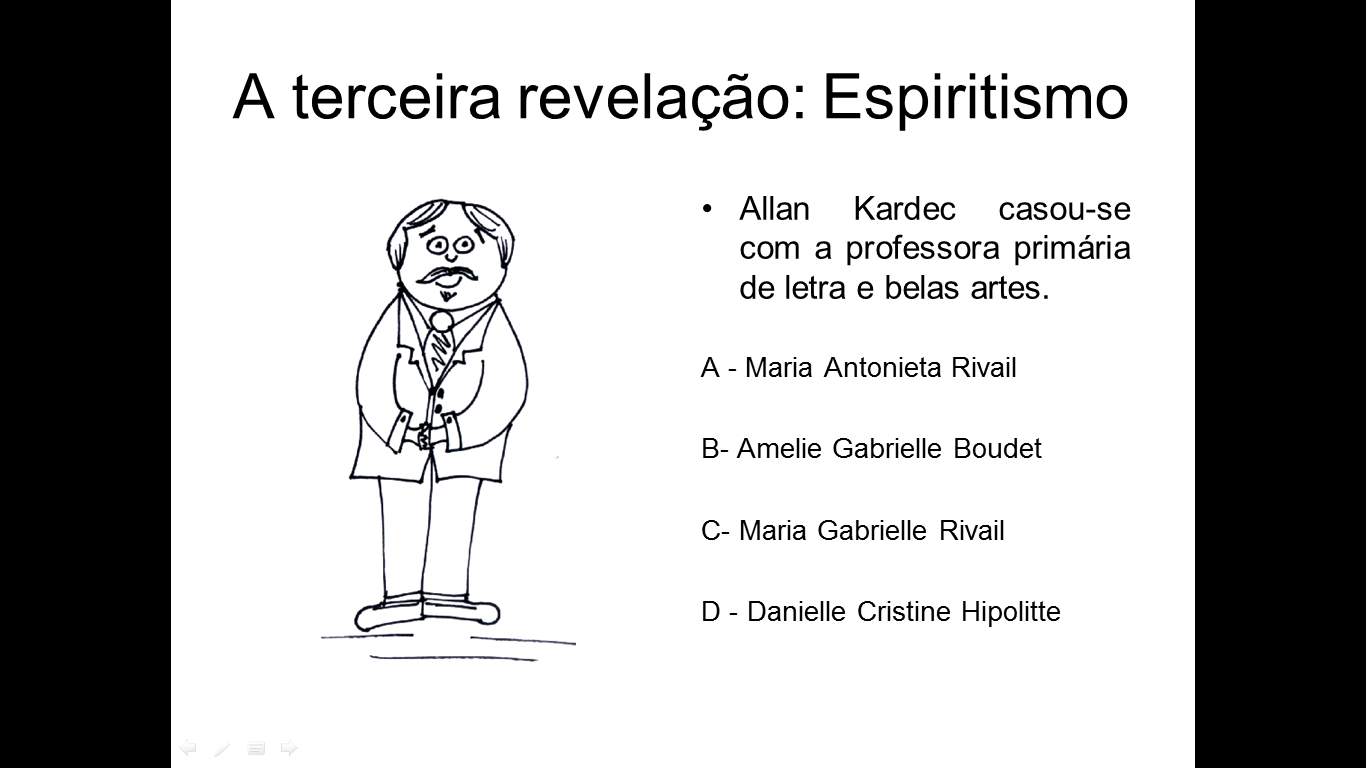 A terceira revelação: Espiritismo
• Allan Kardec casou-se
com a professora primária
de letra e belas artes.
A - Maria Antonieta Rivail
B- Amelie Gabrielle Boudet
C- Maria Gabrielle Rivail
D - Danielle Cristine Hipolitte